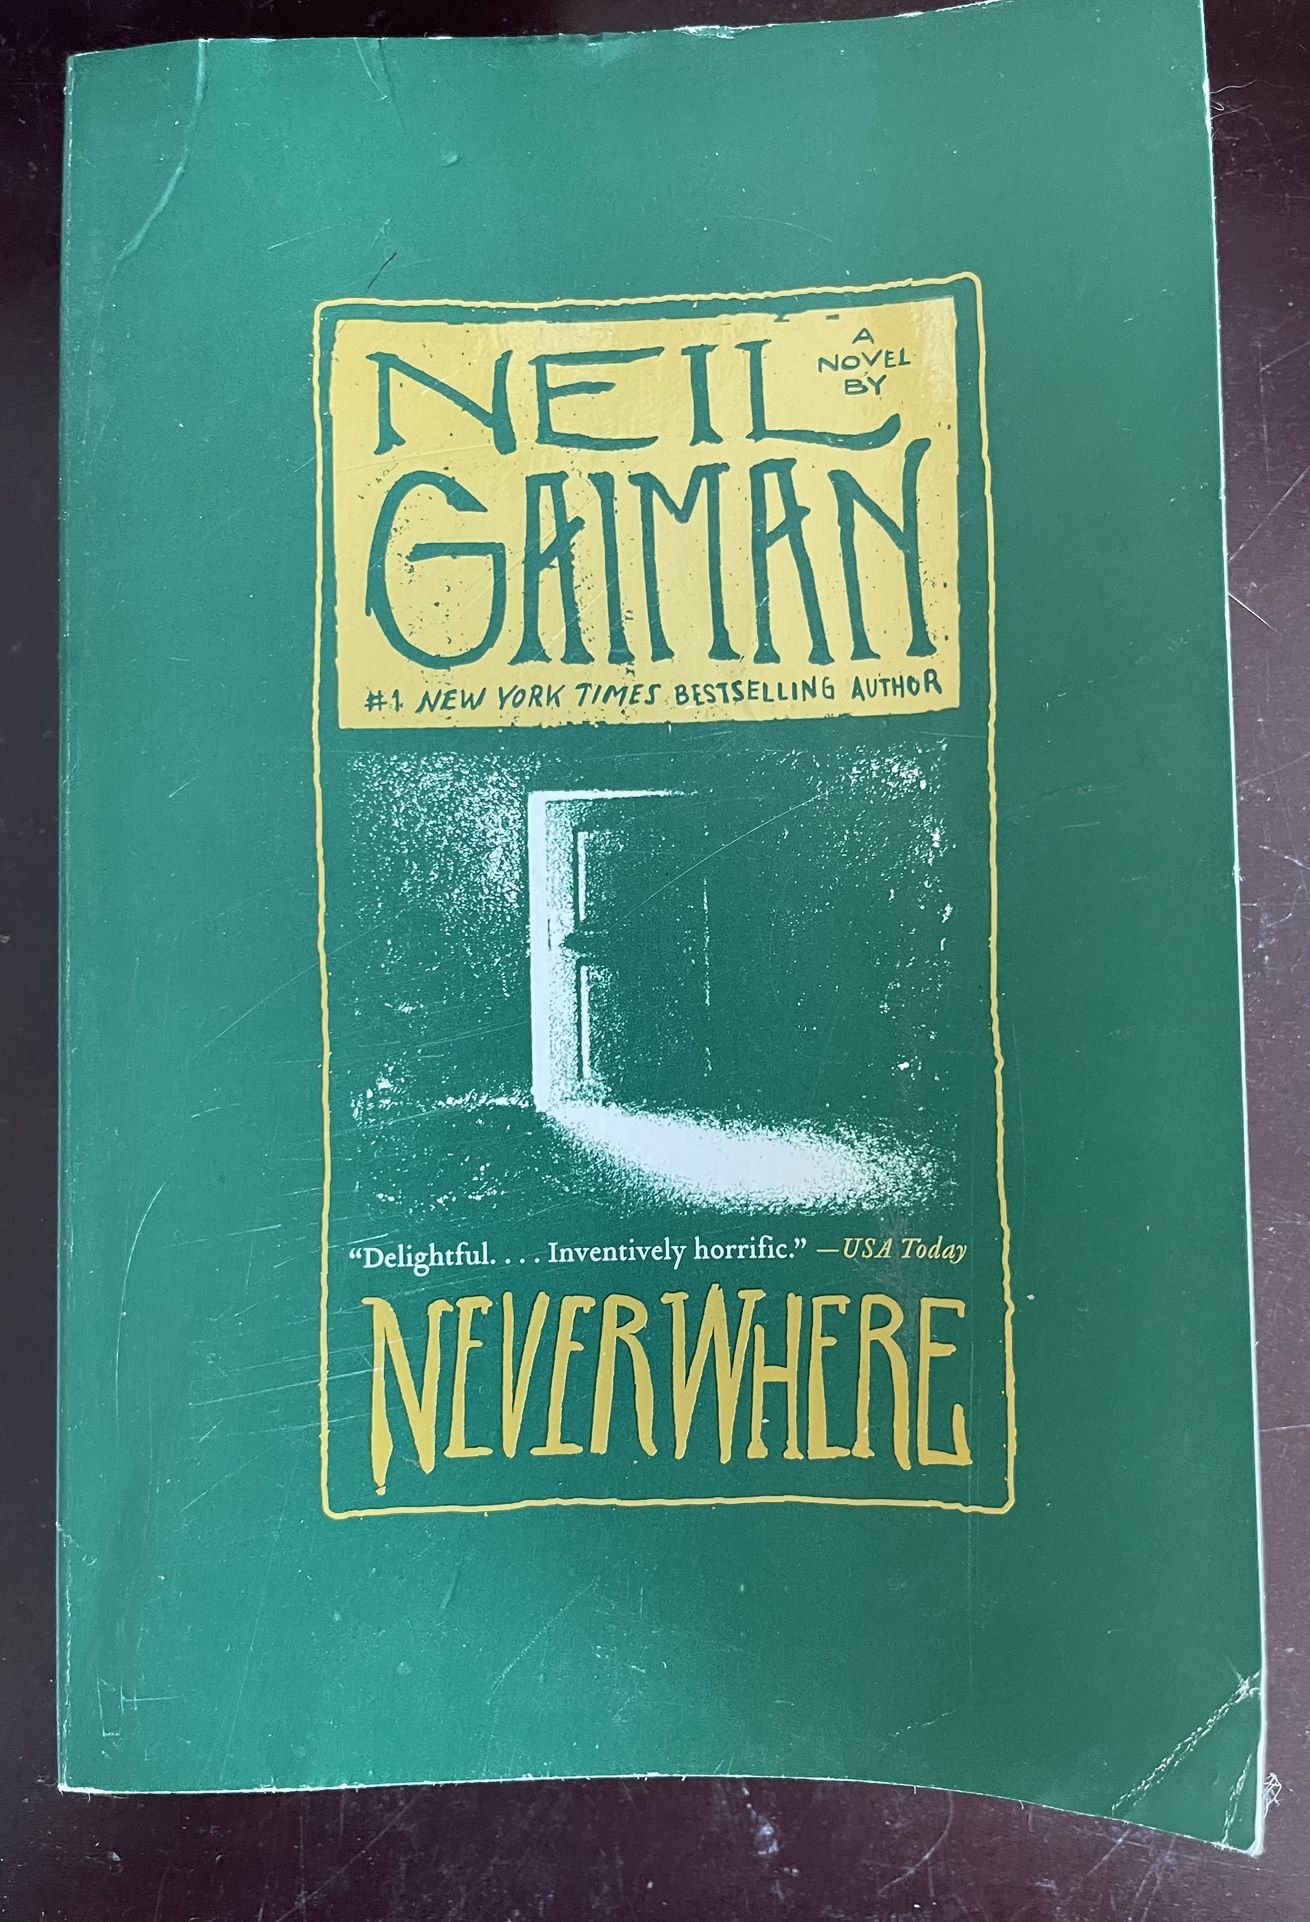 A
NOVEL
BY
NEIL
GAIMAN
#1 NEW YORK TIMES BESTSELLING AUTHOR
“Delightful. . . . Inventively horrific.” —USA Today
NEVERWHERE